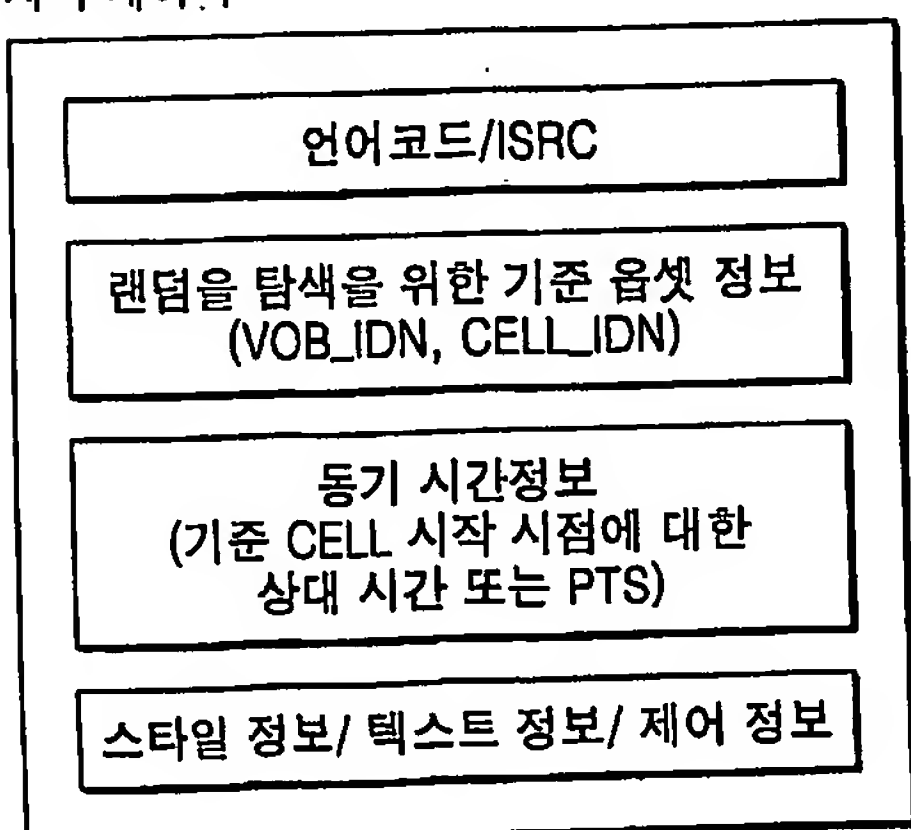 언어코드/ISRC
랜덤을 탐색을 위한 기준 옵셋 정보
(VOB_IDN, CELL_IDN)
동기 시간정보
(기준 CELL 시작 시점에 대한
상대 시간 또는 PTS)
스타일 정보/ 텍스트 정보/ 제어 정보